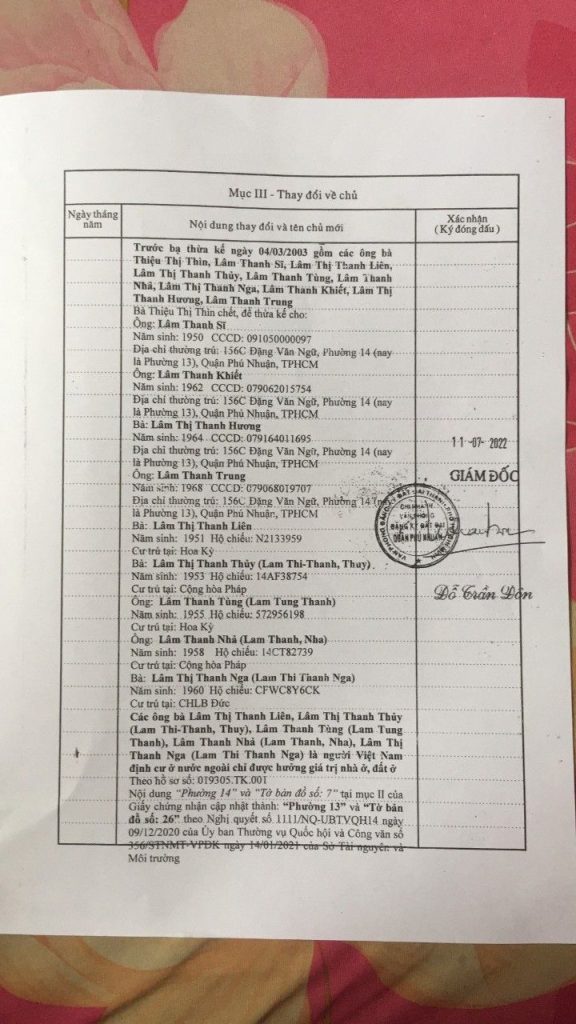 Mục III - Thay đổi về chủ
Ngày tháng năm
Nội dung thay đổi và tên chủ mới
Xác nhận
( Ký đóng dấu )
Trước bạ thừa kế ngày 04/03/2003 gồm các ông bà
Thiệu Thị Thìn, Lâm Thanh Sĩ, Lâm Thị Thanh Liên,
Lâm Thị Thanh Thủy, Lâm Thanh Tùng, Lâm Thanh
Nhả, Lâm Thị Thanh Nga, Lâm Thanh Khiết, Lâm Thị
Thanh Hương, Lâm Thanh Trung
Bà Thiệu Thị Thìn chết, để thừa kế cho:
Ông: Lâm Thanh Sĩ
Năm sinh: 1950 CCCD: 091050000097
Địa chỉ thường trú: 156C Đặng Văn Ngữ, Phường 14 (nay
là Phường 13), Quận Phú Nhuận, TPHCM
Ông: Lâm Thanh Khiết
Năm sinh: 1962 CCCD: 079062015754
Địa chỉ thường trú: 156C Đặng Văn Ngữ, Phường 14 (nay
là Phường 13), Quận Phú Nhuận, TPHCM
Bà: Lâm Thị Thanh Hương
Năm sinh: 1964 CCCD: 079164011695
Địa chỉ thường trú: 156C Đặng Văn Ngữ, Phường 14 (nay
là Phường 13), Quận Phú Nhuận, TPHCM
Ông: Lâm Thanh Trung
Năm sinh: 1968 CCCD: 079068019707
Địa chỉ thường trú: 156C Đặng Văn Ngữ, Phường 14 (nay
là Phường 13), Quận Phú Nhuận, TPHCM
Bà: Lâm Thị Thanh Liên
Năm sinh: 1951 Hộ chiếu: N2133959
Cư trú tại: Hoa Kỳ
Bà: Lâm Thị Thanh Thủy (Lam Thi-Thanh, Thuy)
Năm sinh: 1953 Hộ chiếu: 14AF38754
Cư trú tại: Cộng hòa Pháp
Ông: Lâm Thanh Tùng (Lam Tung Thanh)
Năm sinh: 1955 Hộ chiếu: 572956198
Cư trú tại: Hoa Kỳ
Ông: Lâm Thanh Nhả (Lam Thanh, Nha)
Năm sinh: 1958 Hộ chiếu: 14CT82739
Cư trú tại: Cộng hòa Pháp
Bà: Lâm Thị Thanh Nga (Lam Thi Thanh Nga)
Năm sinh: 1960 Hộ chiếu: CFWC8Y6CK
Cư trú tại: CHLB Đức
Các ông bà Lâm Thị Thanh Liên, Lâm Thị Thanh Thủy
(Lam Thi-Thanh, Thuy), Lâm Thanh Tùng (Lam Tung
Thanh), Lâm Thanh Nhả (Lam Thanh, Nha), Lâm Thị
Thanh Nga (Lam Thi Thanh Nga) là người Việt Nam
định cư ở nước ngoài chỉ được hưởng giá trị nhà ở, đất ở
Theo hồ sơ số: 019305.TK.001
Nội dung "Phường 14" và "Tờ bản đồ số: 7" tại mục II của
Giấy chứng nhận cập nhật thành: "Phường 13" và "Tờ bản
đồ số: 26" theo Nghị quyết số 1111/NQ-UBTVQH14 ngày
09/12/2020 của Ủy ban Thường vụ Quốc hội và Công văn số
356/STNMT-VPĐK ngày 14/01/2021 của Sở Tài nguyên và
Môi trường
11-07-2022
GIÁM ĐỐC
CHI NHÁNH
VĂN PHÒNG
ĐĂNG KÝ ĐẤT ĐAI
QUẬN PHÚ NHUẬN
Đỗ Trần Đôn